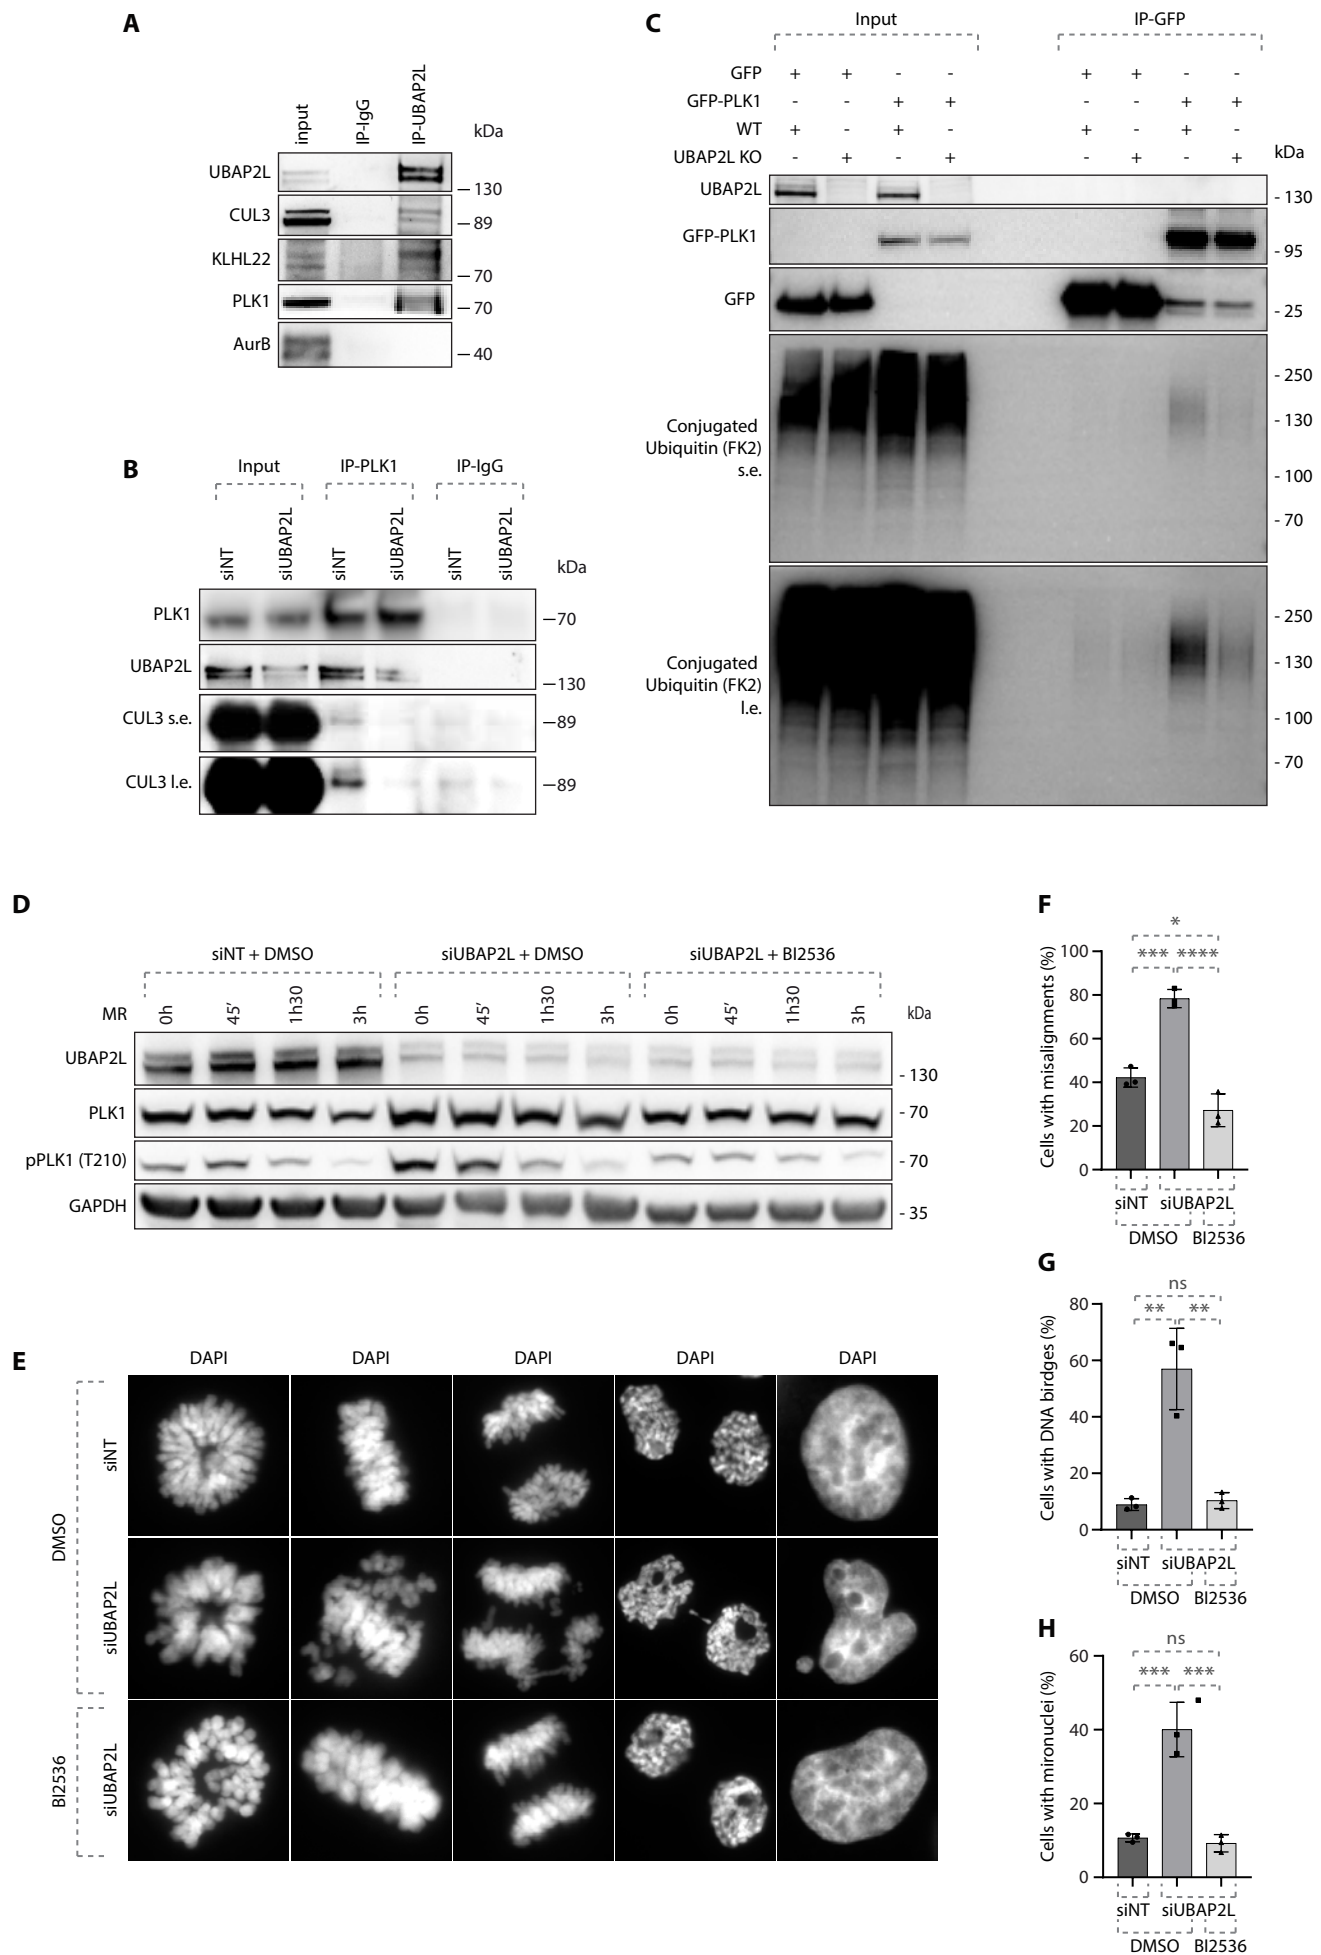 A
input
IP-IgG
IP-UBAP2L
kDa
UBAP2L
130
CUL3
89
KLHL22
70
PLK1
70
AurB
40
B
Input IP-PLK1 IP-IgG
siNT siUBAP2L siNT siUBAP2L siNT siUBAP2L
kDa
PLK1
70
UBAP2L
130
CUL3 s.e.
89
CUL3 l.e.
89
C
Input IP-GFP
GFP + + - - + + - -
GFP-PLK1 - - + + - - + +
WT + - + - + - + -
UBAP2L KO - + - + - + - +
kDa
UBAP2L
- 130
GFP-PLK1
- 95
GFP
- 25
Conjugated
Ubiquitin (FK2)
s.e.
- 250
- 130
- 100
- 70
Conjugated
Ubiquitin (FK2)
l.e.
- 250
- 130
- 100
- 70
D
siNT + DMSO siUBAP2L + DMSO siUBAP2L + BI2536
MR 0h 45’ 1h30 3h 0h 45’ 1h30 3h 0h 45’ 1h30 3h kDa
UBAP2L
- 130
PLK1
- 70
pPLK1 (T210)
- 70
GAPDH
- 35
E
DAPI DAPI DAPI DAPI DAPI
DMSO
siNT
siUBAP2L
BI2536
siUBAP2L
F
Cells with misalignments (%)
100
80
60
40
20
0
*
*** ****
siNT siUBAP2L
DMSO BI2536
G
Cells with DNA birdges (%)
80
60
40
20
0
ns
** **
siNT siUBAP2L
DMSO BI2536
H
Cells with mironuclei (%)
60
40
20
0
ns
*** ***
siNT siUBAP2L
DMSO BI2536